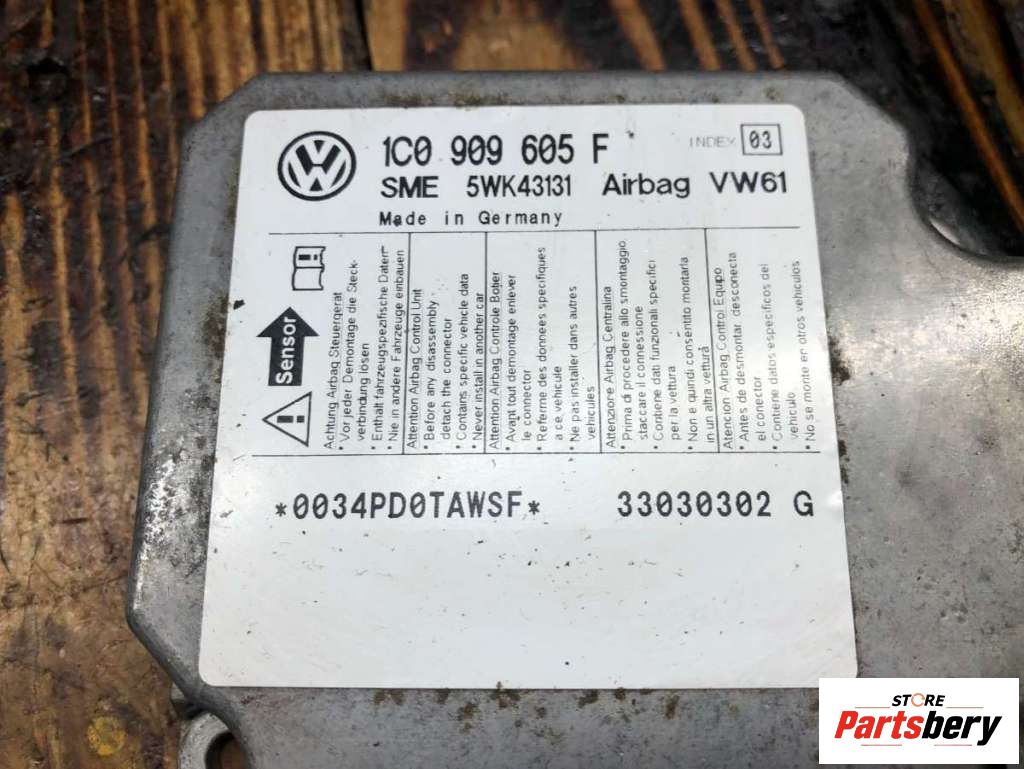 1C0 909 605 F
INDEX 03
SME 5WK43131 Airbag VW61
Made in Germany
Sensor
Achtung Airbag Steuergerät
• Vor jeder Demontage die Steck-
verbindung lösen
• Enthält fahrzeugspezifische Daten
• Nie in andere Fahrzeuge einbauen
Attention Airbag Control Unit
• Before any disassembly
detach the connector
• Contains specific vehicle data
• Never install in another car
Attention Airbag Controle Boîtier
• Avant tout demontage enlever
le connector
• Referme des donnees specifiques
a ce vehicule
• Ne pas installer dans autres
vehicules
Attenzione Airbag Centralina
• Prima di procedere allo smontaggio
staccare il connessione
• Contiene dati funzionali specifici
per la vettura
• Non e quindi consentito montarla
in un altra vettura
Atencion Airbag Control Equipo
• Antes de desmontar desconecta
el conector
• Contiene datos especificos del
vehiculo
• No se monte en otros vehiculos
*0034PD0TAWSF* 33030302 G
STORE
Partsbery